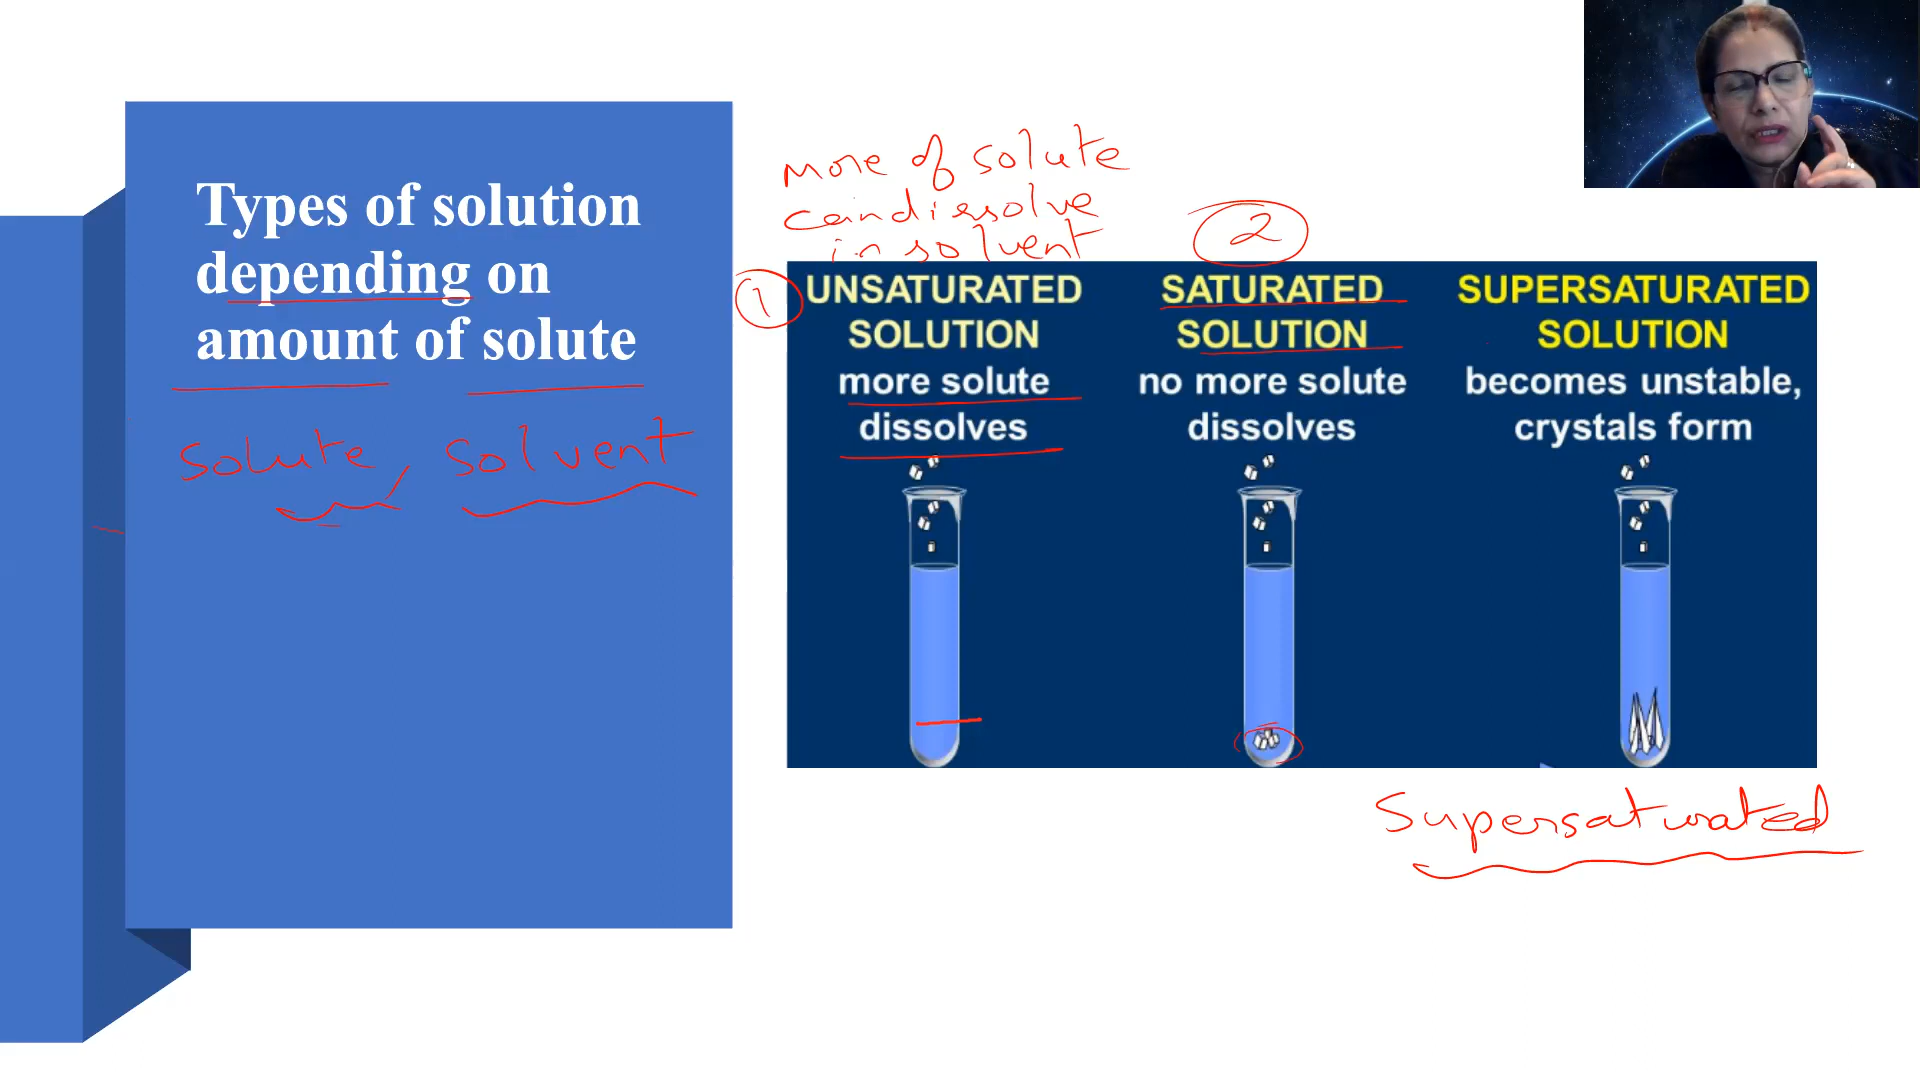 Types of solution
depending on
amount of solute
solute, solvent
More of solute
can dissolve
in solvent
1
UNSATURATED
SOLUTION
more solute
dissolves
2
SATURATED
SOLUTION
no more solute
dissolves
SUPERSATURATED
SOLUTION
becomes unstable,
crystals form
Supersaturated